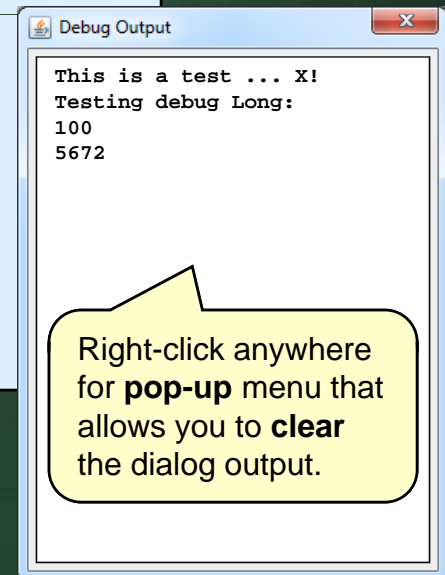 Debug Output
X
This is a test ... X!
Testing debug Long:
100
5672
Right-click anywhere
for pop-up menu that
allows you to clear
the dialog output.